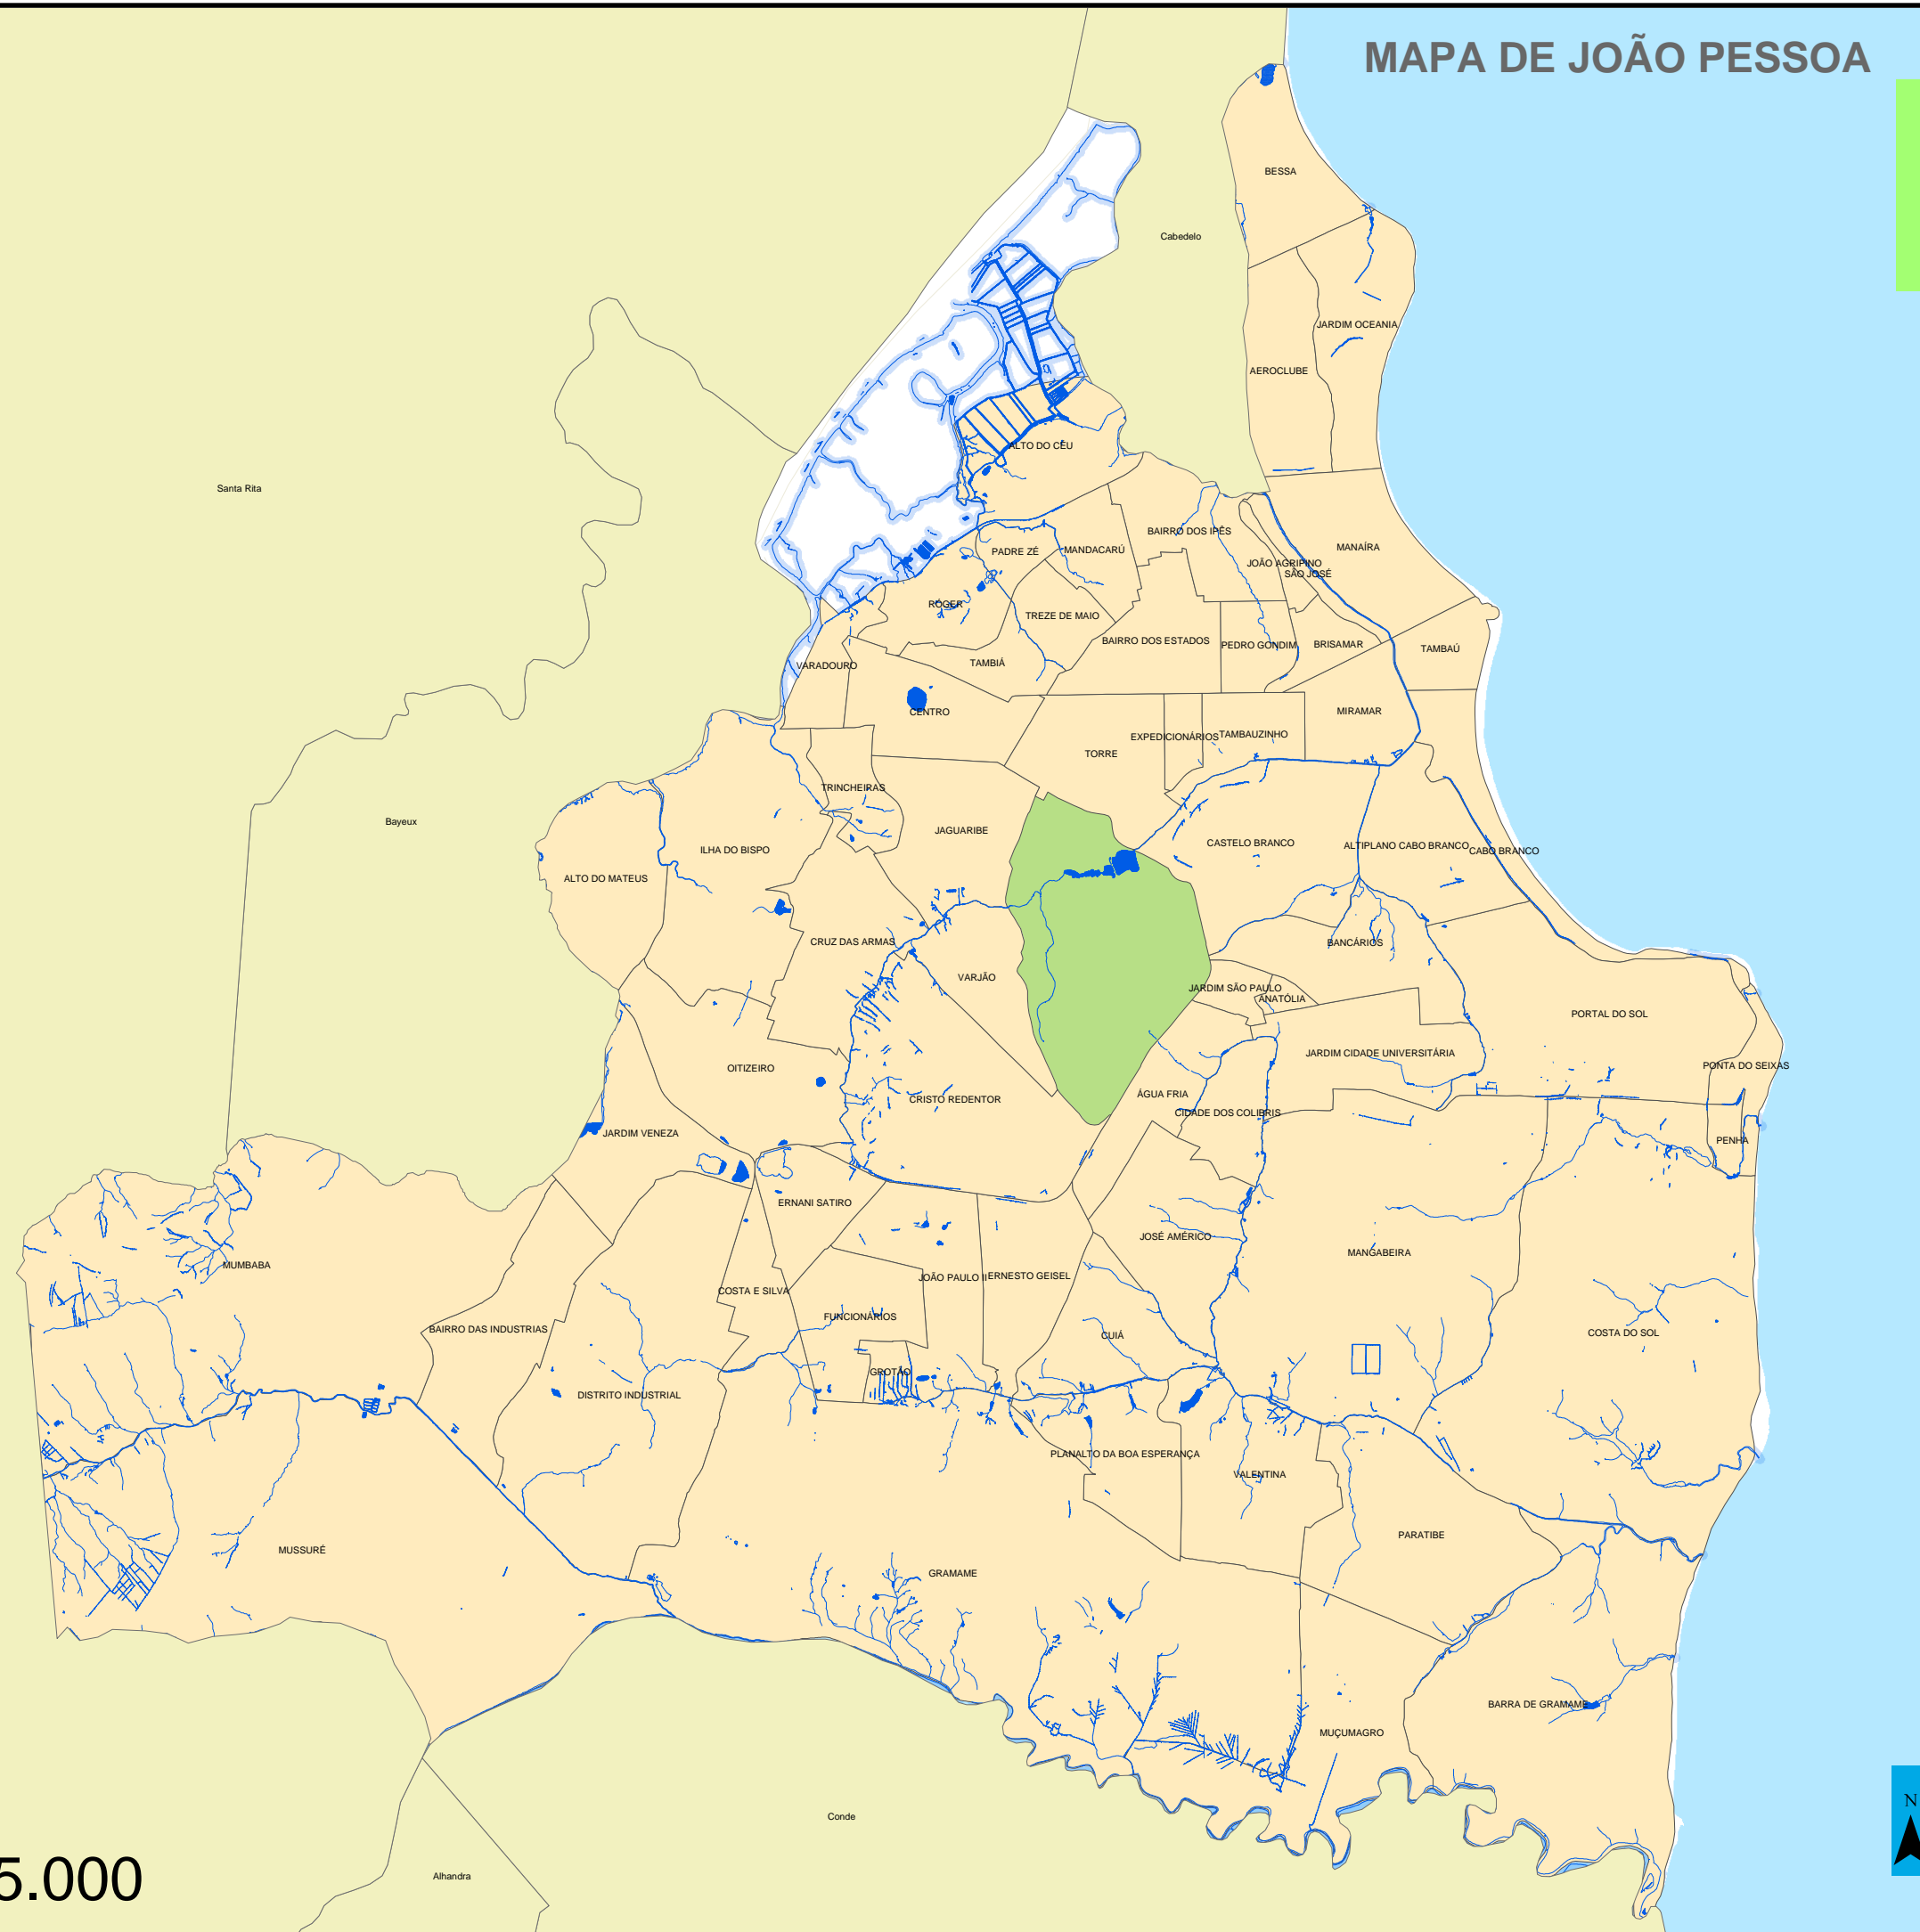 MAPA DE JOÃO PESSOA
BESSA
Cabedelo
JARDIM OCEANIA
AEROCLUBE
ALTO DO CÉU
Santa Rita
BAIRRO DOS IPÊS
MANAÍRA
PADRE ZÉ
MANDACARÚ
JOÃO AGRIPINO
SÃO JOSÉ
RÓGER
TREZE DE MAIO
BAIRRO DOS ESTADOS
PEDRO GONDIM
BRISAMAR
TAMBAÚ
VARADOURO
TAMBIÁ
CENTRO
MIRAMAR
EXPEDICIONÁRIOS
TAMBAUZINHO
TORRE
TRINCHEIRAS
Bayeux
JAGUARIBE
ILHA DO BISPO
CASTELO BRANCO
ALTIPLANO CABO BRANCO
CABO BRANCO
ALTO DO MATEUS
CRUZ DAS ARMAS
BANCÁRIOS
VARJÃO
JARDIM SÃO PAULO
ANATÓLIA
PORTAL DO SOL
JARDIM CIDADE UNIVERSITÁRIA
OITIZEIRO
PONTA DO SEIXAS
CRISTO REDENTOR
ÁGUA FRIA
CIDADE DOS COLIBRIS
JARDIM VENEZA
PENHA
ERNANI SATIRO
JOSÉ AMÉRICO
MANGABEIRA
MUMBABA
JOÃO PAULO II
ERNESTO GEISEL
COSTA E SILVA
FUNCIONÁRIOS
BAIRRO DAS INDUSTRIAS
CUIÁ
COSTA DO SOL
GROTÃO
DISTRITO INDUSTRIAL
PLANALTO DA BOA ESPERANÇA
VALENTINA
PARATIBE
MUSSURÉ
GRAMAME
BARRA DE GRAMAME
MUÇUMAGRO
N
Conde
Alhandra
5.000